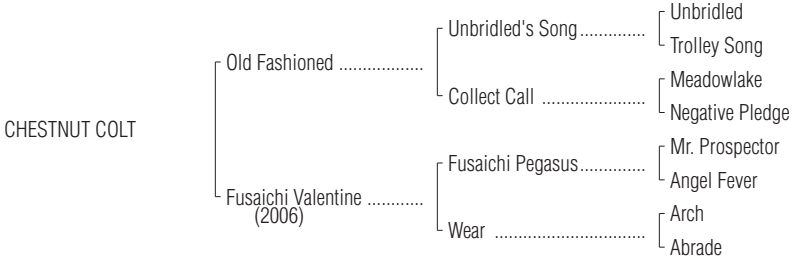 Unbridled
Unbridled's Song..............
Trolley Song
Old Fashioned ..................
Meadowlake
Collect Call ......................
Negative Pledge
CHESTNUT COLT
Mr. Prospector
Fusaichi Pegasus..............
Angel Fever
Fusaichi Valentine ............
(2006)
Arch
Wear ................................
Abrade